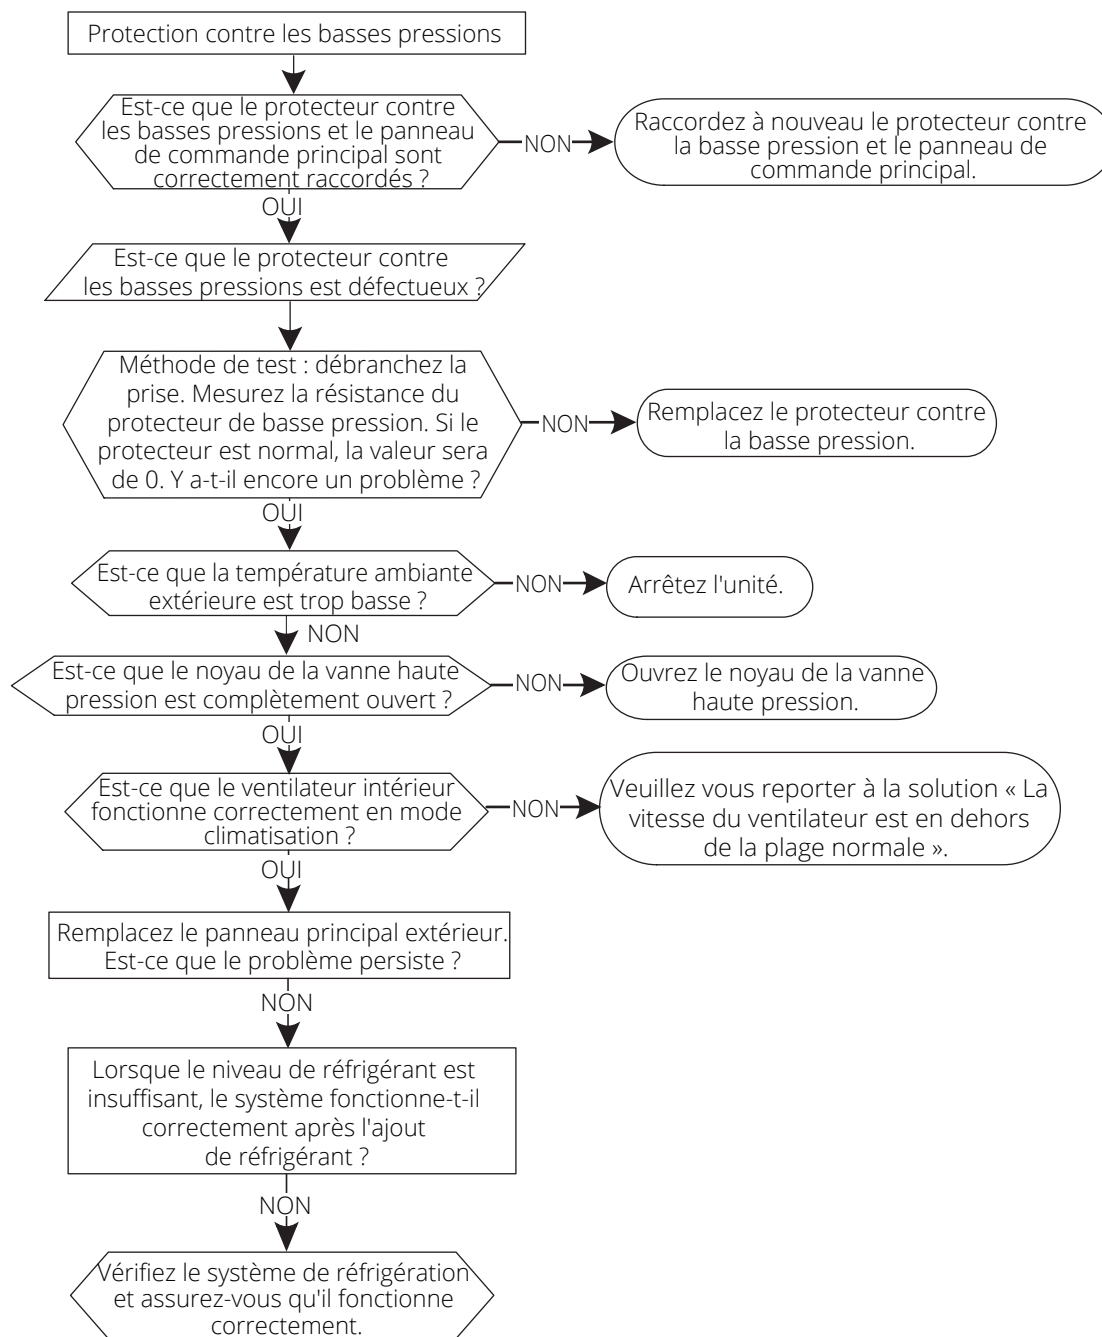 Protection contre les basses pressions
Est-ce que le protecteur contre
les basses pressions et le panneau
de commande principal sont
correctement raccordés ?
NON
Raccordez à nouveau le protecteur contre
la basse pression et le panneau de
commande principal.
OUI
Est-ce que le protecteur contre
les basses pressions est défectueux ?
Méthode de test : débranchez la
prise. Mesurez la résistance du
protecteur de basse pression. Si le
protecteur est normal, la valeur sera
de 0. Y a-t-il encore un problème ?
NON
Remplacez le protecteur contre
la basse pression.
OUI
Est-ce que la température ambiante
extérieure est trop basse ?
NON
Arrêtez l'unité.
NON
Est-ce que le noyau de la vanne haute
pression est complètement ouvert ?
NON
Ouvrez le noyau de la vanne
haute pression.
OUI
Est-ce que le ventilateur intérieur
fonctionne correctement en mode
climatisation ?
NON
Veuillez vous reporter à la solution « La
vitesse du ventilateur est en dehors
de la plage normale ».
OUI
Remplacez le panneau principal extérieur.
Est-ce que le problème persiste ?
NON
Lorsque le niveau de réfrigérant est
insuffisant, le système fonctionne-t-il
correctement après l'ajout
de réfrigérant ?
NON
Vérifiez le système de réfrigération
et assurez-vous qu'il fonctionne
correctement.